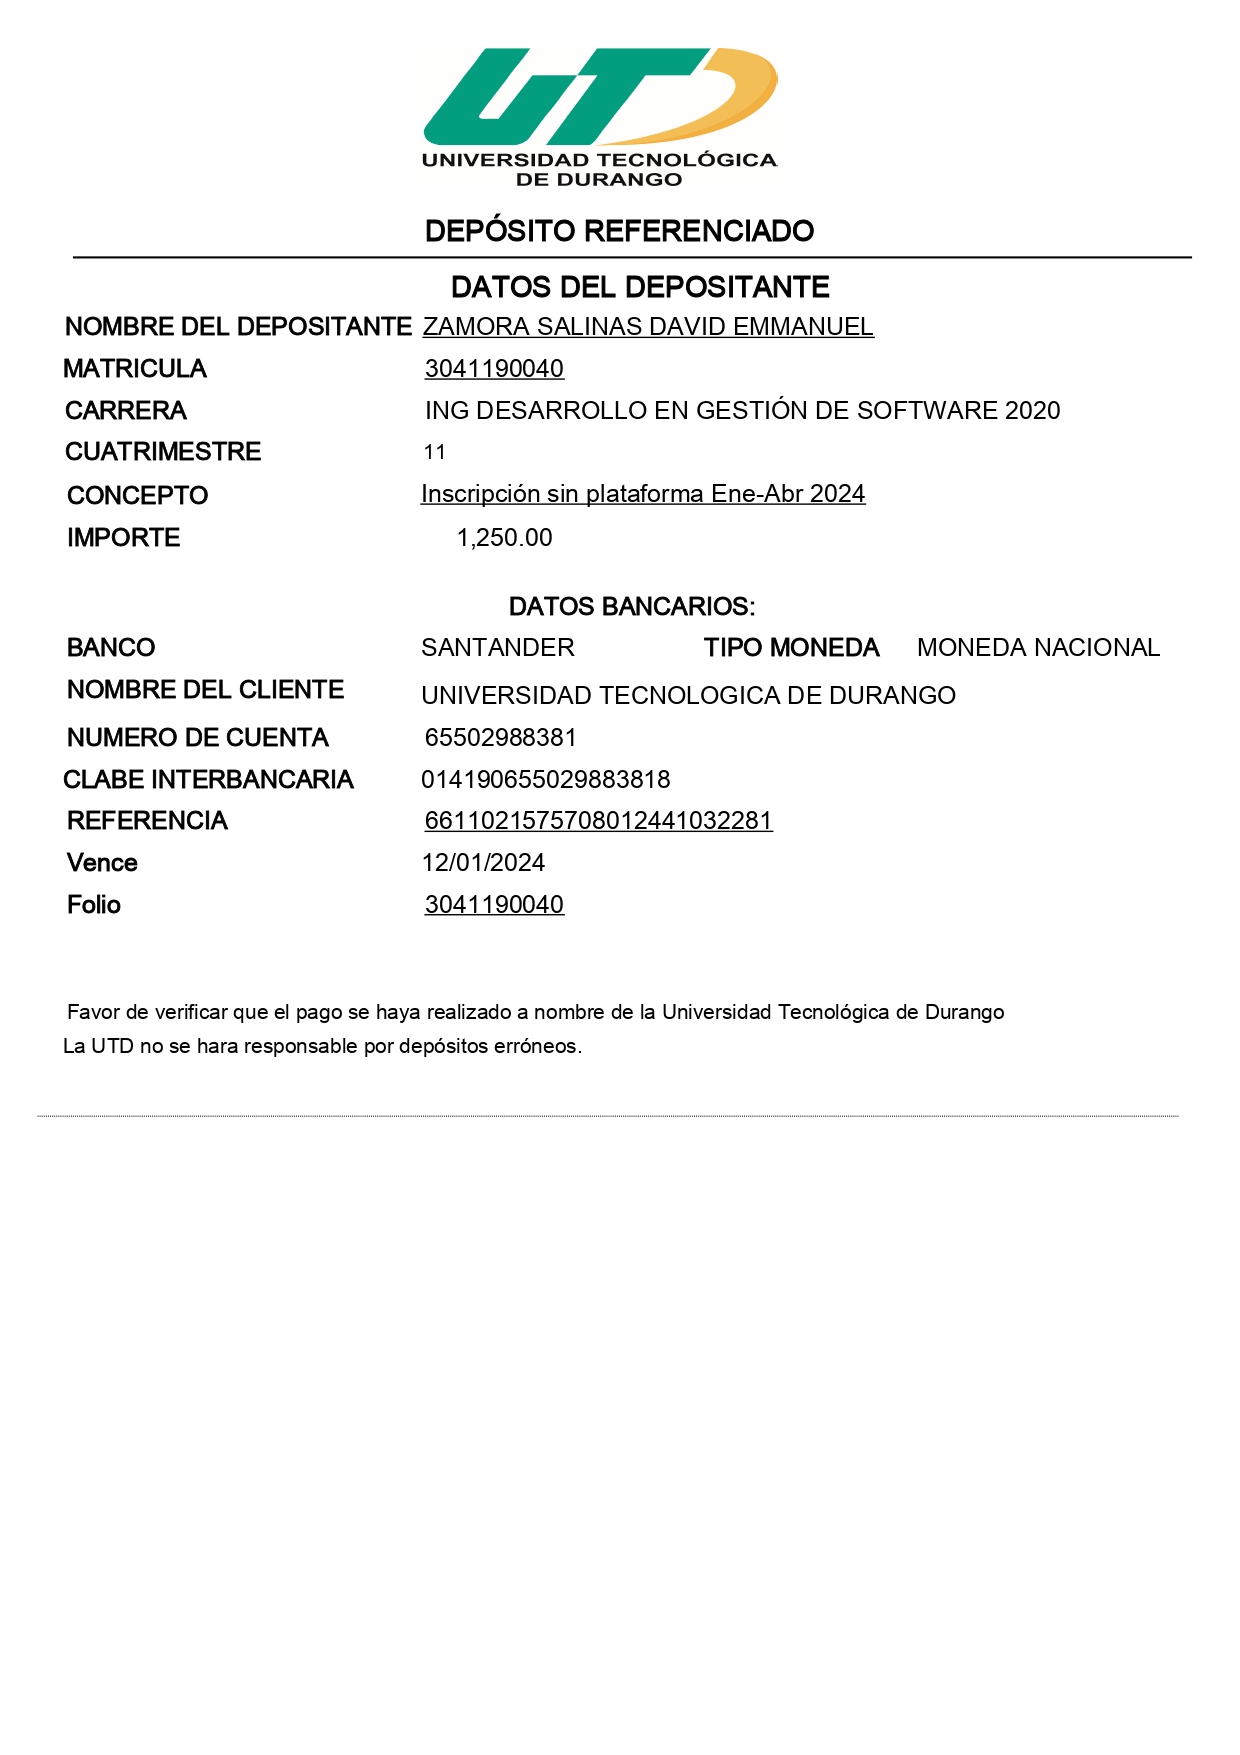 UTD
UNIVERSIDAD TECNOLÓGICA
DE DURANGO
DEPÓSITO REFERENCIADO
DATOS DEL DEPOSITANTE
NOMBRE DEL DEPOSITANTE ZAMORA SALINAS DAVID EMMANUEL
MATRICULA 3041190040
CARRERA ING DESARROLLO EN GESTIÓN DE SOFTWARE 2020
CUATRIMESTRE 11
CONCEPTO Inscripción sin plataforma Ene-Abr 2024
IMPORTE 1,250.00
DATOS BANCARIOS:
BANCO SANTANDER TIPO MONEDA MONEDA NACIONAL
NOMBRE DEL CLIENTE UNIVERSIDAD TECNOLOGICA DE DURANGO
NUMERO DE CUENTA 65502988381
CLABE INTERBANCARIA 014190655029883818
REFERENCIA 6611021575708012441032281
Vence 12/01/2024
Folio 3041190040
Favor de verificar que el pago se haya realizado a nombre de la Universidad Tecnológica de Durango
La UTD no se hara responsable por depósitos erróneos.